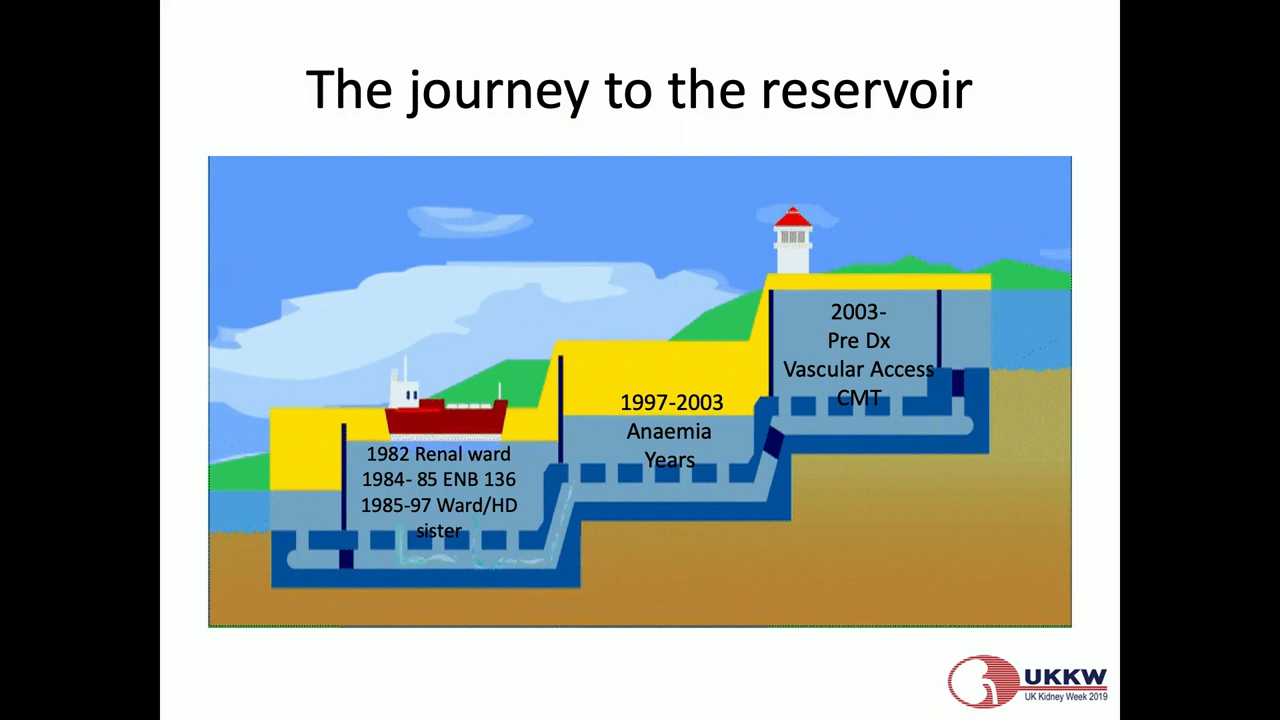 The journey to the reservoir
1982 Renal ward
1984- 85 ENB 136
1985-97 Ward/HD
sister
1997-2003
Anaemia
Years
2003-
Pre Dx
Vascular Access
CMT
UKKW
UK Kidney Week 2019